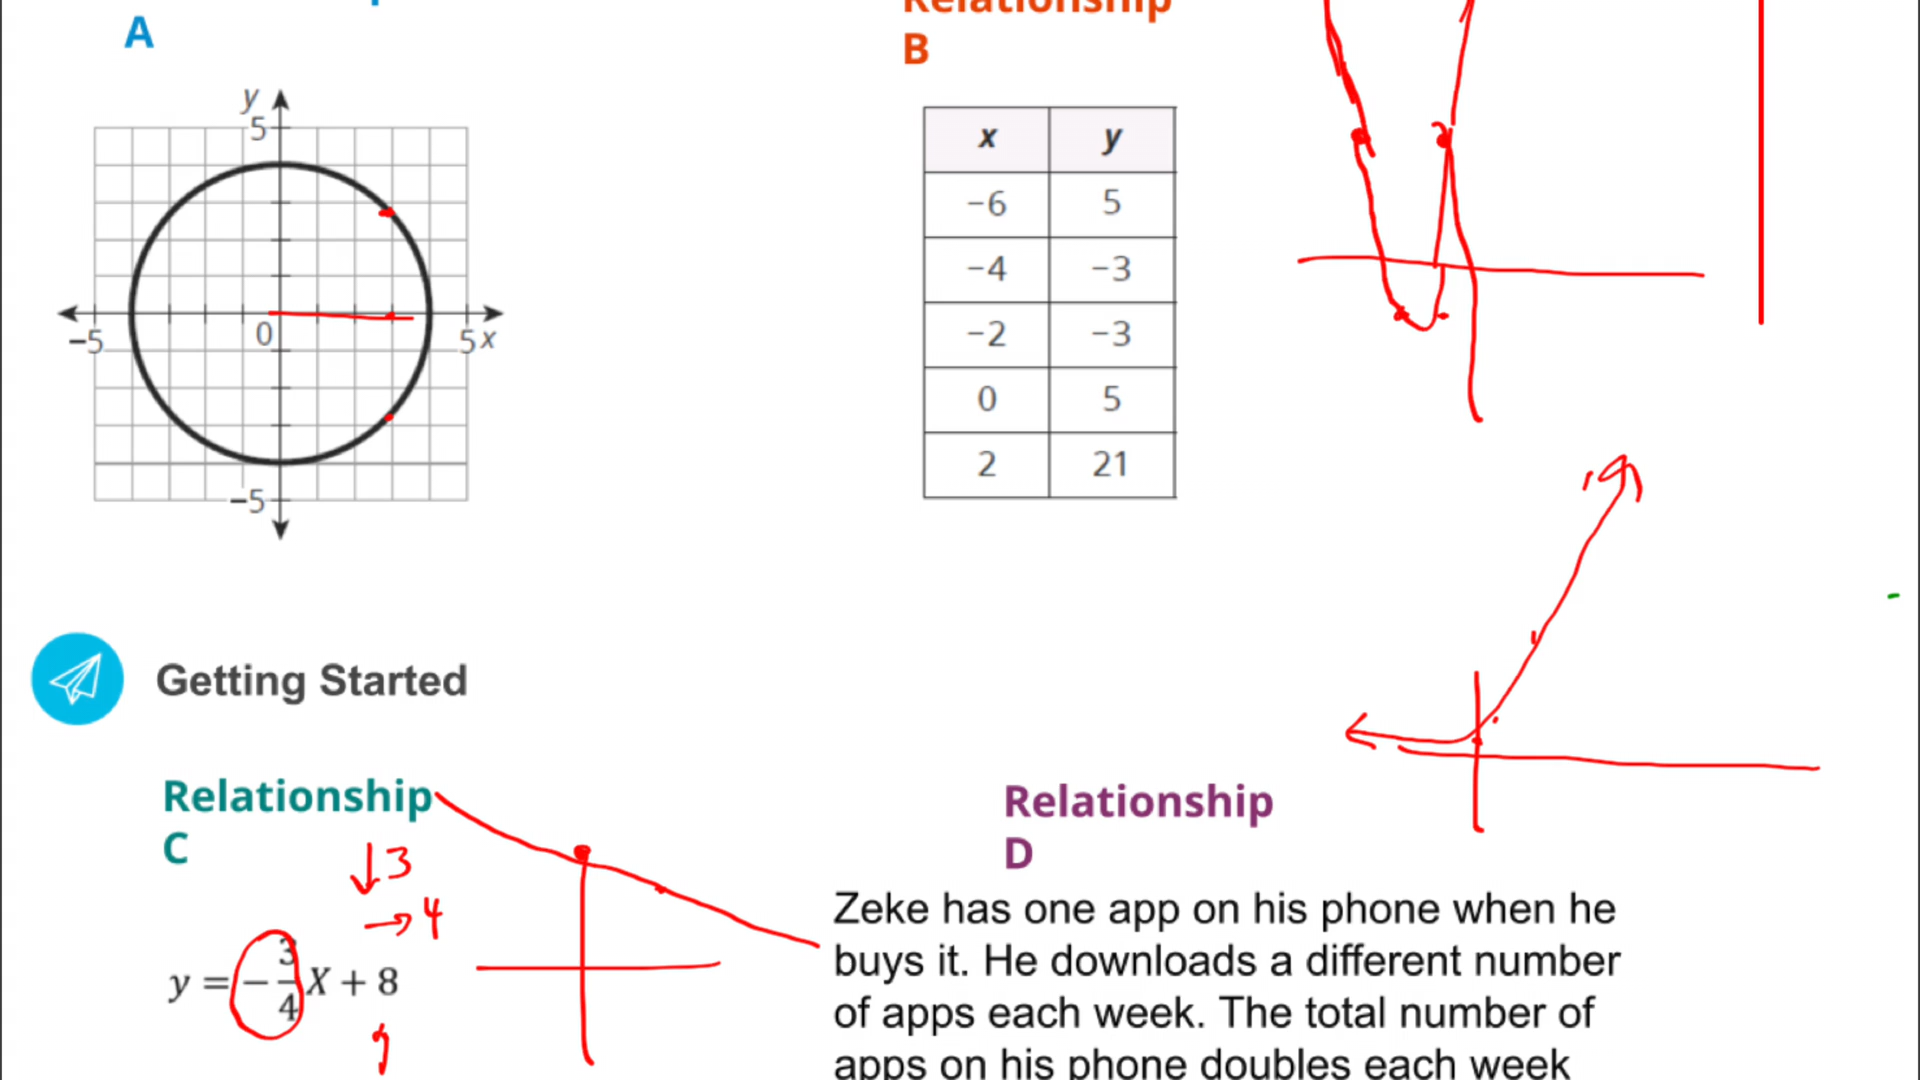 Relationship
A
B
y
5
-5
0
5
x
-5
x y
-6 5
-4 -3
-2 -3
0 5
2 21
Getting Started
Relationship
C
↓3
→4
y = -3/4 X + 8
Relationship
D
Zeke has one app on his phone when he
buys it. He downloads a different number
of apps each week. The total number of
apps on his phone doubles each week